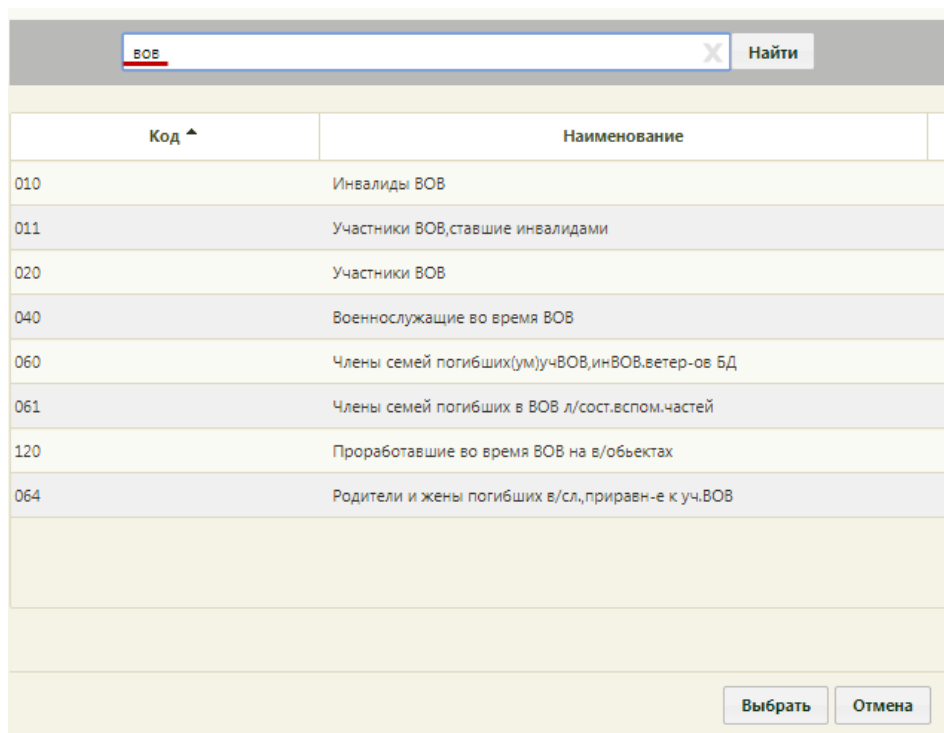 вов X Найти
Код Наименование
010 Инвалиды ВОВ
011 Участники ВОВ,ставшие инвалидами
020 Участники ВОВ
040 Военнослужащие во время ВОВ
060 Члены семей погибших(ум)учВОВ,инВОВ.ветер-ов БД
061 Члены семей погибших в ВОВ л/сост.вспом.частей
120 Проработавшие во время ВОВ на в/обьектах
064 Родители и жены погибших в/сл.,приравн-е к уч.ВОВ
Выбрать Отмена